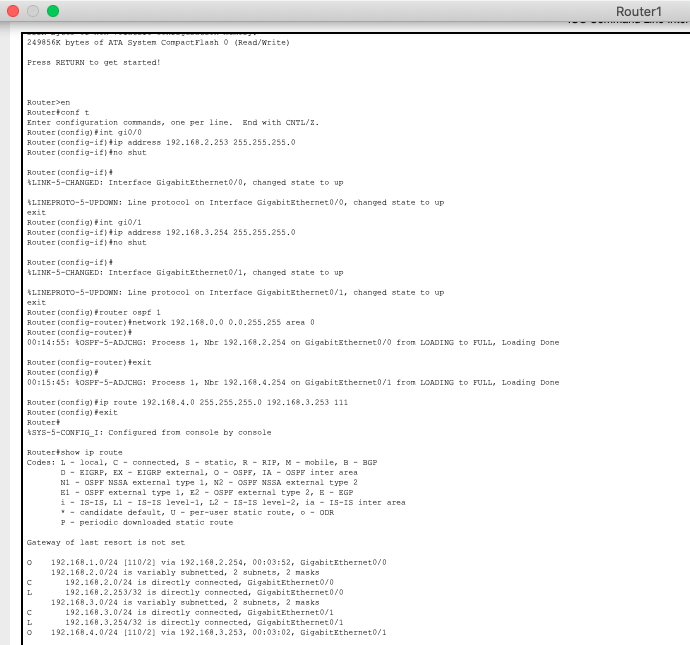 Router1
249856K bytes of ATA System CompactFlash 0 (Read/Write)
Press RETURN to get started!
Router>en
Router#conf t
Enter configuration commands, one per line.  End with CNTL/Z.
Router(config)#int gi0/0
Router(config-if)#ip address 192.168.2.253 255.255.255.0
Router(config-if)#no shut
Router(config-if)#
%LINK-5-CHANGED: Interface GigabitEthernet0/0, changed state to up
%LINEPROTO-5-UPDOWN: Line protocol on Interface GigabitEthernet0/0, changed state to up
exit
Router(config)#int gi0/1
Router(config-if)#ip address 192.168.3.254 255.255.255.0
Router(config-if)#no shut
Router(config-if)#
%LINK-5-CHANGED: Interface GigabitEthernet0/1, changed state to up
%LINEPROTO-5-UPDOWN: Line protocol on Interface GigabitEthernet0/1, changed state to up
exit
Router(config)#router ospf 1
Router(config-router)#network 192.168.0.0 0.0.255.255 area 0
Router(config-router)#
00:14:55: %OSPF-5-ADJCHG: Process 1, Nbr 192.168.2.254 on GigabitEthernet0/0 from LOADING to FULL, Loading Done
Router(config-router)#exit
Router(config)#
00:15:45: %OSPF-5-ADJCHG: Process 1, Nbr 192.168.4.254 on GigabitEthernet0/1 from LOADING to FULL, Loading Done
Router(config)#ip route 192.168.4.0 255.255.255.0 192.168.3.253 111
Router(config)#exit
Router#
%SYS-5-CONFIG_I: Configured from console by console
Router#show ip route
Codes: L - local, C - connected, S - static, R - RIP, M - mobile, B - BGP
D - EIGRP, EX - EIGRP external, O - OSPF, IA - OSPF inter area
N1 - OSPF NSSA external type 1, N2 - OSPF NSSA external type 2
E1 - OSPF external type 1, E2 - OSPF external type 2, E - EGP
i - IS-IS, L1 - IS-IS level-1, L2 - IS-IS level-2, ia - IS-IS inter area
* - candidate default, U - per-user static route, o - ODR
P - periodic downloaded static route
Gateway of last resort is not set
O    192.168.1.0/24 [110/2] via 192.168.2.254, 00:03:52, GigabitEthernet0/0
192.168.2.0/24 is variably subnetted, 2 subnets, 2 masks
C       192.168.2.0/24 is directly connected, GigabitEthernet0/0
L       192.168.2.253/32 is directly connected, GigabitEthernet0/0
192.168.3.0/24 is variably subnetted, 2 subnets, 2 masks
C       192.168.3.0/24 is directly connected, GigabitEthernet0/1
L       192.168.3.254/32 is directly connected, GigabitEthernet0/1
O    192.168.4.0/24 [110/2] via 192.168.3.253, 00:03:02, GigabitEthernet0/1